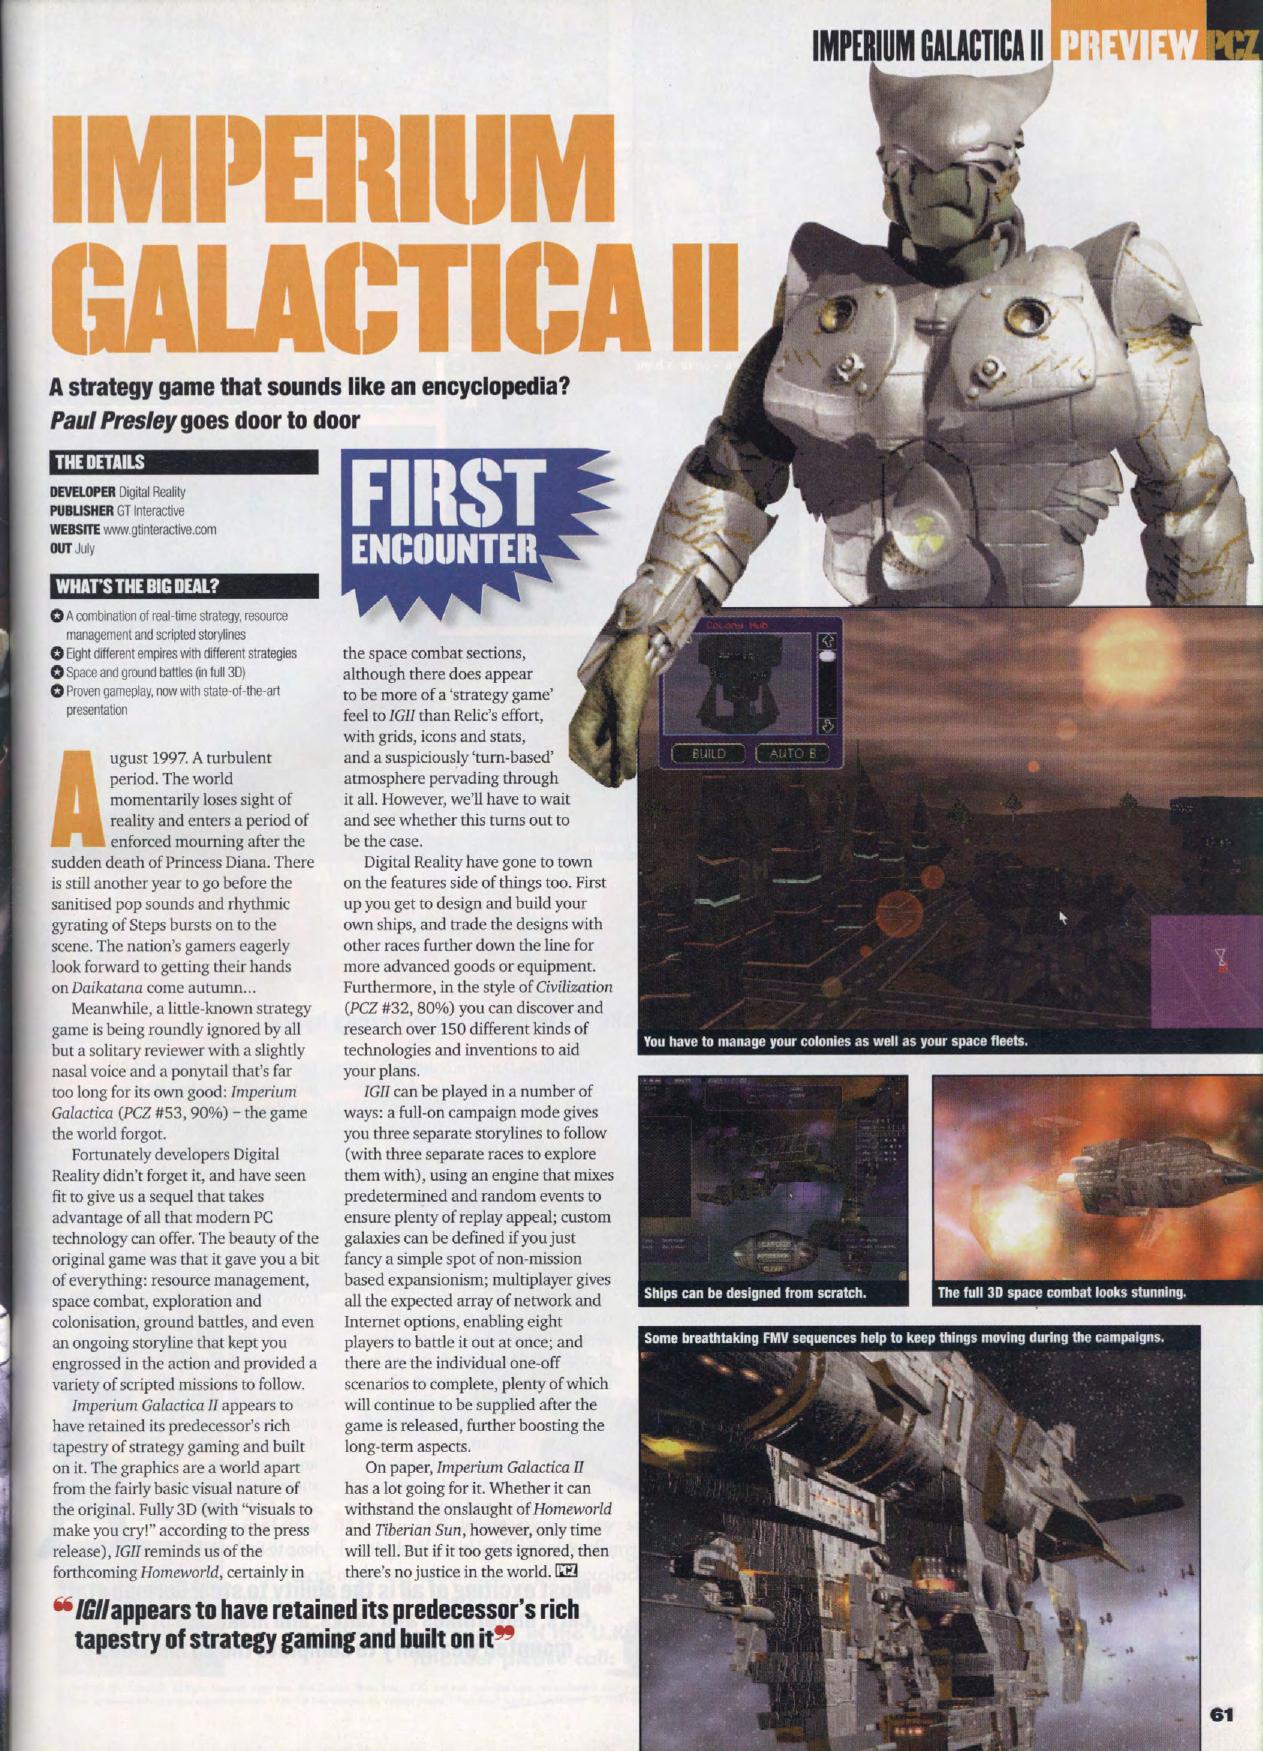 IMPERIUM GALACTICA II PREVIEW PCZ
IMPERIUM
GALACTICA II
A strategy game that sounds like an encyclopedia?
Paul Presley goes door to door
THE DETAILS
DEVELOPER Digital Reality
PUBLISHER GT Interactive
WEBSITE www.gtinteractive.com
OUT July
WHAT'S THE BIG DEAL?
A combination of real-time strategy, resource
management and scripted storylines
Eight different empires with different strategies
Space and ground battles (in full 3D)
Proven gameplay, now with state-of-the-art
presentation
FIRST
ENCOUNTER
August 1997. A turbulent
period. The world
momentarily loses sight of
reality and enters a period of
enforced mourning after the
sudden death of Princess Diana. There
is still another year to go before the
sanitised pop sounds and rhythmic
gyrating of Steps bursts on to the
scene. The nation's gamers eagerly
look forward to getting their hands
on Daikatana come autumn...
Meanwhile, a little-known strategy
game is being roundly ignored by all
but a solitary reviewer with a slightly
nasal voice and a ponytail that's far
too long for its own good: Imperium
Galactica (PCZ #53, 90%) – the game
the world forgot.
Fortunately developers Digital
Reality didn't forget it, and have seen
fit to give us a sequel that takes
advantage of all that modern PC
technology can offer. The beauty of the
original game was that it gave you a bit
of everything: resource management,
space combat, exploration and
colonisation, ground battles, and even
an ongoing storyline that kept you
engrossed in the action and provided a
variety of scripted missions to follow.
Imperium Galactica II appears to
have retained its predecessor's rich
tapestry of strategy gaming and built
on it. The graphics are a world apart
from the fairly basic visual nature of
the original. Fully 3D (with "visuals to
make you cry!" according to the press
release), IGII reminds us of the
forthcoming Homeworld, certainly in
the space combat sections,
although there does appear
to be more of a 'strategy game'
feel to IGII than Relic's effort,
with grids, icons and stats,
and a suspiciously 'turn-based'
atmosphere pervading through
it all. However, we'll have to wait
and see whether this turns out to
be the case.
Digital Reality have gone to town
on the features side of things too. First
up you get to design and build your
own ships, and trade the designs with
other races further down the line for
more advanced goods or equipment.
Furthermore, in the style of Civilization
(PCZ #32, 80%) you can discover and
research over 150 different kinds of
technologies and inventions to aid
your plans.
IGII can be played in a number of
ways: a full-on campaign mode gives
you three separate storylines to follow
(with three separate races to explore
them with), using an engine that mixes
predetermined and random events to
ensure plenty of replay appeal; custom
galaxies can be defined if you just
fancy a simple spot of non-mission
based expansionism; multiplayer gives
all the expected array of network and
Internet options, enabling eight
players to battle it out at once; and
there are the individual one-off
scenarios to complete, plenty of which
will continue to be supplied after the
game is released, further boosting the
long-term aspects.
On paper, Imperium Galactica II
has a lot going for it. Whether it can
withstand the onslaught of Homeworld
and Tiberian Sun, however, only time
will tell. But if it too gets ignored, then
there's no justice in the world. PCZ
"IGII appears to have retained its predecessor's rich
tapestry of strategy gaming and built on it"
Colony Hub
BUILD AUTO B
You have to manage your colonies as well as your space fleets.
Ships can be designed from scratch.
The full 3D space combat looks stunning.
Some breathtaking FMV sequences help to keep things moving during the campaigns.
61